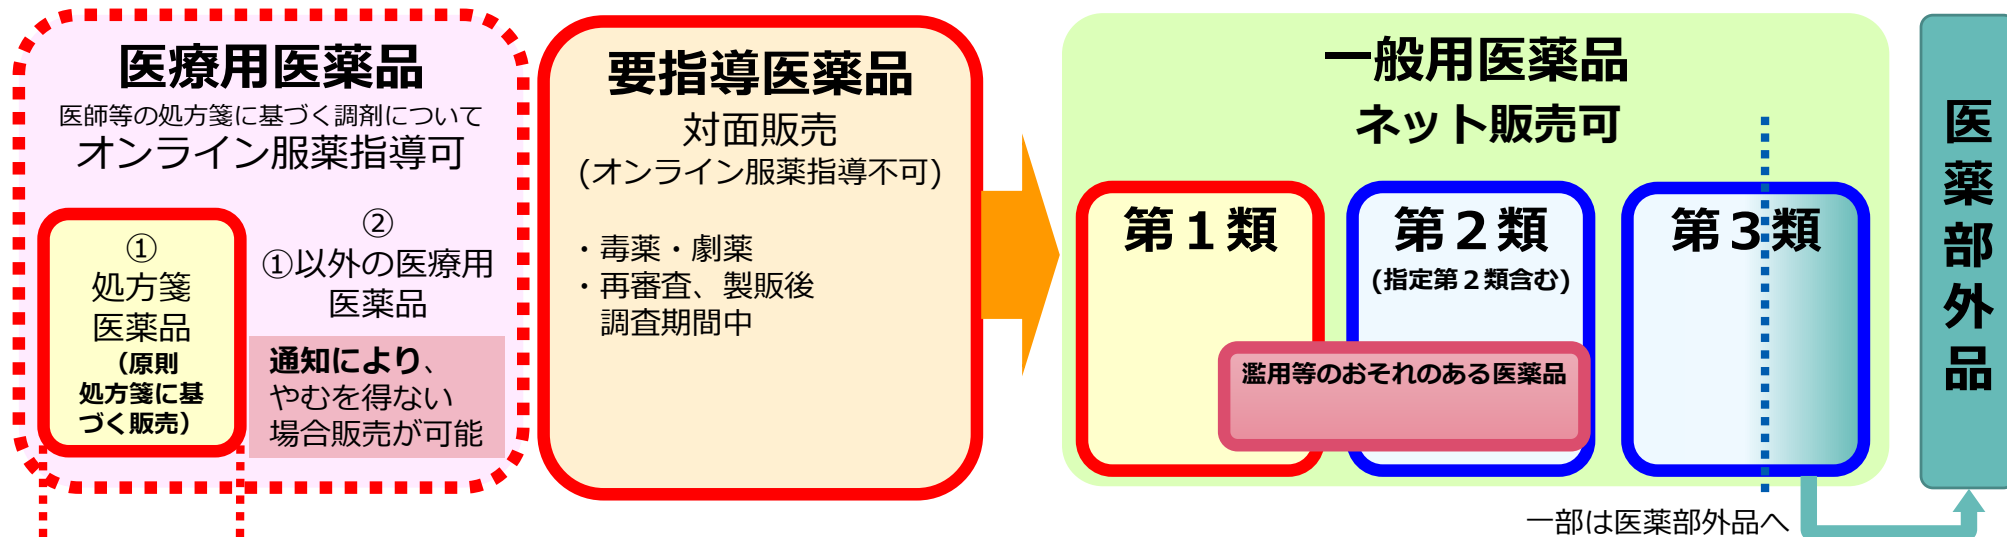 医療用医薬品
医師等の処方箋に基づく調剤について
オンライン服薬指導可
①
処方箋
医薬品
（原則
処方箋に基
づく販売）
②
①以外の医療用
医薬品
通知により、
やむを得ない
場合販売が可能
要指導医薬品
対面販売
(オンライン服薬指導不可)
・毒薬・劇薬
・再審査、製販後
調査期間中
一般用医薬品
ネット販売可
第１類
第２類
(指定第２類含む)
第３類
濫用等のおそれのある医薬品
一部は医薬部外品へ
医薬部外品